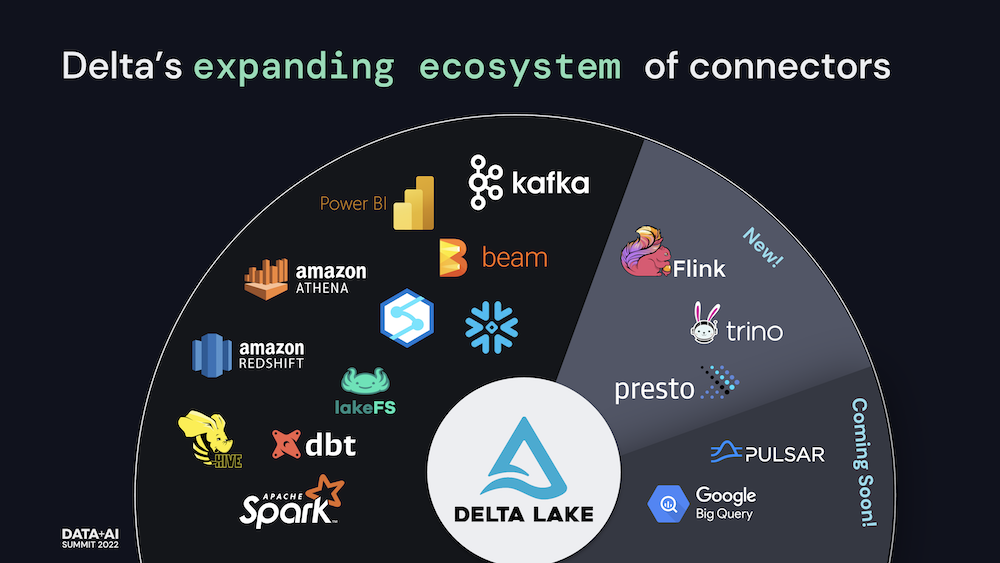 Delta's expanding ecosystem of connectors
kafka
Power BI
beam
New!
Flink
amazon
ATHENA
trino
amazon
REDSHIFT
presto
lakeFS
Coming Soon!
HIVE
dbt
PULSAR
APACHE
Spark™
Google
Big Query
DELTA LAKE
DATA+AI
SUMMIT 2022